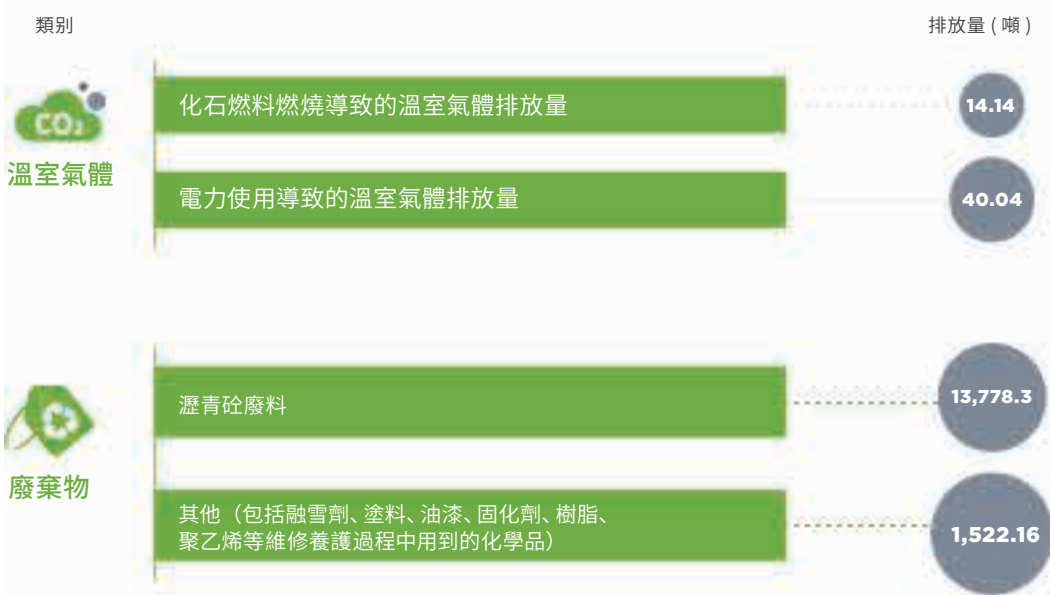 類别
排放量 ( 噸 )
CO₂
溫室氣體
化石燃料燃燒導致的溫室氣體排放量
14.14
電力使用導致的溫室氣體排放量
40.04
廢棄物
瀝青砼廢料
13,778.3
其他（包括融雪劑、塗料、油漆、固化劑、樹脂、
聚乙烯等維修養護過程中用到的化學品）
1,522.16